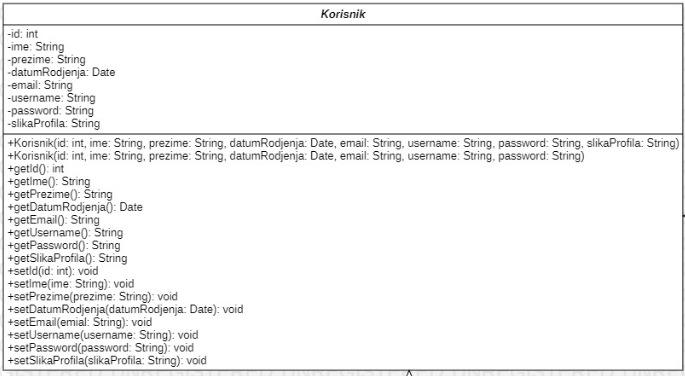 Korisnik
-id: int
-ime: String
-prezime: String
-datumRodjenja: Date
-email: String
-username: String
-password: String
-slikaProfila: String
+Korisnik(id: int, ime: String, prezime: String, datumRodjenja: Date, email: String, username: String, password: String, slikaProfila: String)
+Korisnik(id: int, ime: String, prezime: String, datumRodjenja: Date, email: String, username: String, password: String)
+getId(): int
+getIme(): String
+getPrezime(): String
+getDatumRodjenja(): Date
+getEmail(): String
+getUsername(): String
+getPassword(): String
+getSlikaProfila(): String
+setId(id: int): void
+setIme(ime: String): void
+setPrezime(prezime: String): void
+setDatumRodjenja(datumRodjenja: Date): void
+setEmail(emial: String): void
+setUsername(username: String): void
+setPassword(password: String): void
+setSlikaProfila(slikaProfila: String): void